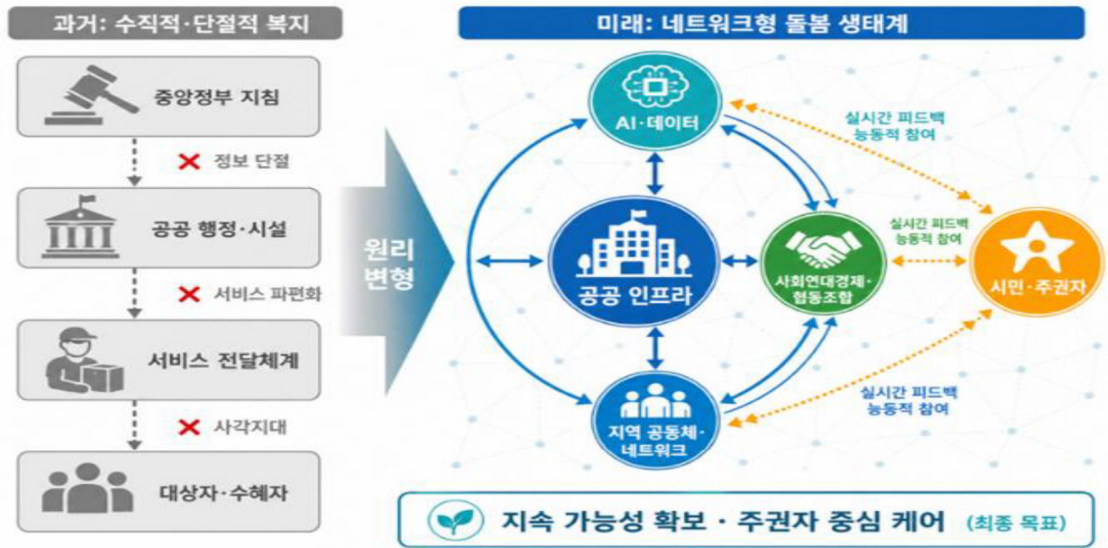 과거: 수직적·단절적 복지
중앙정부 지침
정보 단절
공공 행정·시설
서비스 파편화
서비스 전달체계
사각지대
대상자·수혜자
원리
변형
미래: 네트워크형 돌봄 생태계
AI·데이터
실시간 피드백
능동적 참여
공공 인프라
사회연대경제·
협동조합
실시간 피드백
능동적 참여
시민·주권자
실시간 피드백
능동적 참여
지역 공동체·
네트워크
지속 가능성 확보 · 주권자 중심 케어 (최종 목표)